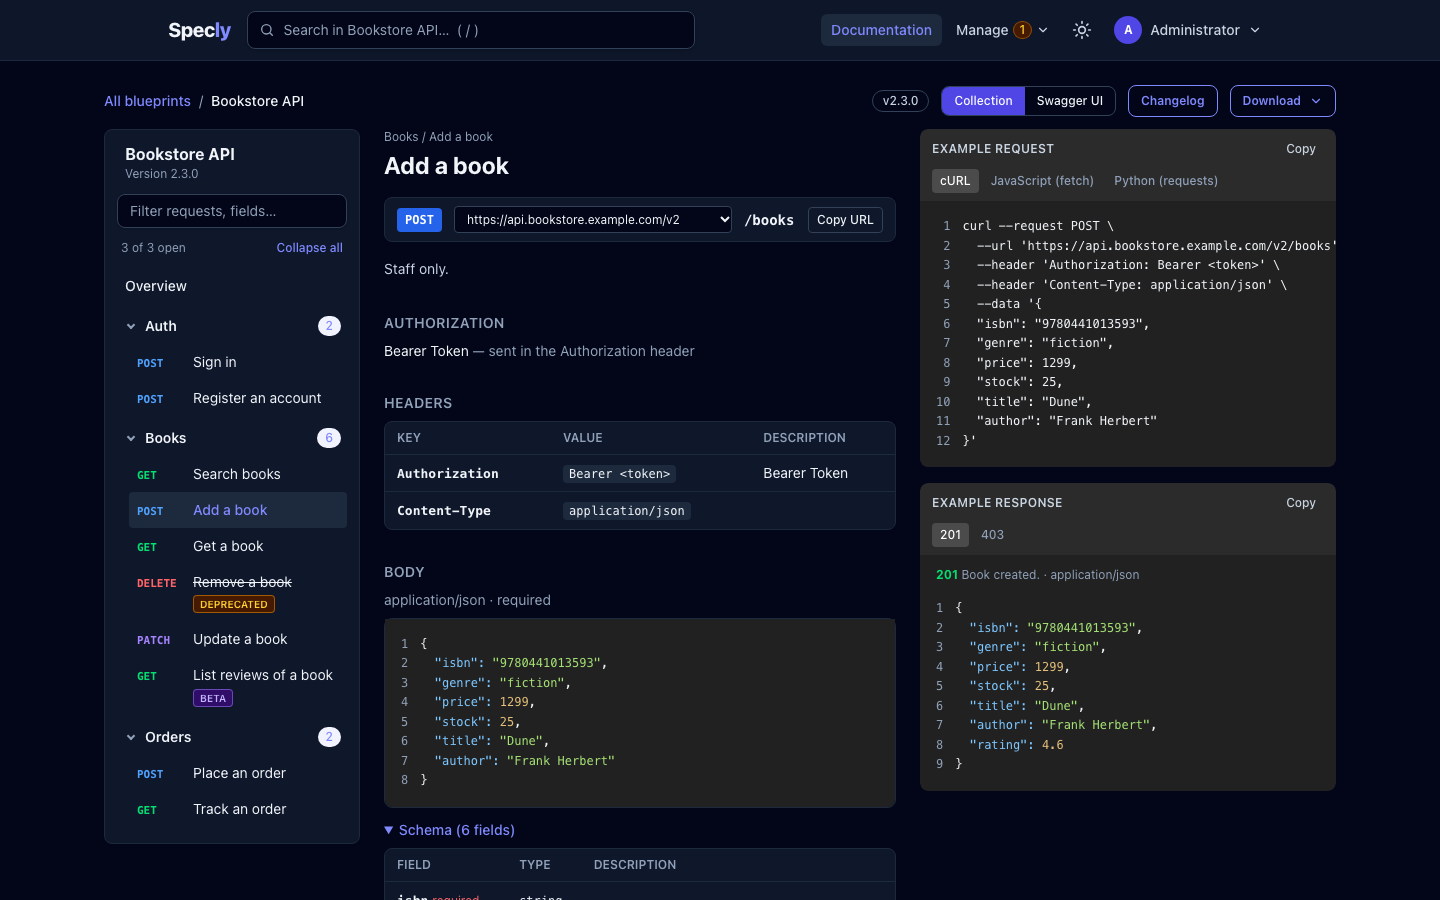 Specly
Search in Bookstore API... ( / )
Documentation
Manage 1
A Administrator
All blueprints / Bookstore API
v2.3.0
Collection
Swagger UI
Changelog
Download
Bookstore API
Version 2.3.0
Filter requests, fields...
3 of 3 open
Collapse all
Overview
Auth 2
POST Sign in
POST Register an account
Books 6
GET Search books
POST Add a book
GET Get a book
DELETE Remove a book
DEPRECATED
PATCH Update a book
GET List reviews of a book
BETA
Orders 2
POST Place an order
GET Track an order
Books / Add a book
Add a book
POST https://api.bookstore.example.com/v2 /books Copy URL
Staff only.
AUTHORIZATION
Bearer Token — sent in the Authorization header
HEADERS
KEY VALUE DESCRIPTION
Authorization Bearer <token> Bearer Token
Content-Type application/json
BODY
application/json · required
1 {
2 "isbn": "9780441013593",
3 "genre": "fiction",
4 "price": 1299,
5 "stock": 25,
6 "title": "Dune",
7 "author": "Frank Herbert"
8 }
▼ Schema (6 fields)
FIELD TYPE DESCRIPTION
isbn required string
EXAMPLE REQUEST Copy
cURL JavaScript (fetch) Python (requests)
1 curl --request POST \
2 --url 'https://api.bookstore.example.com/v2/books'
3 --header 'Authorization: Bearer <token>' \
4 --header 'Content-Type: application/json' \
5 --data '{
6 "isbn": "9780441013593",
7 "genre": "fiction",
8 "price": 1299,
9 "stock": 25,
10 "title": "Dune",
11 "author": "Frank Herbert"
12 }'
EXAMPLE RESPONSE Copy
201 403
201 Book created. · application/json
1 {
2 "isbn": "9780441013593",
3 "genre": "fiction",
4 "price": 1299,
5 "stock": 25,
6 "title": "Dune",
7 "author": "Frank Herbert",
8 "rating": 4.6
9 }